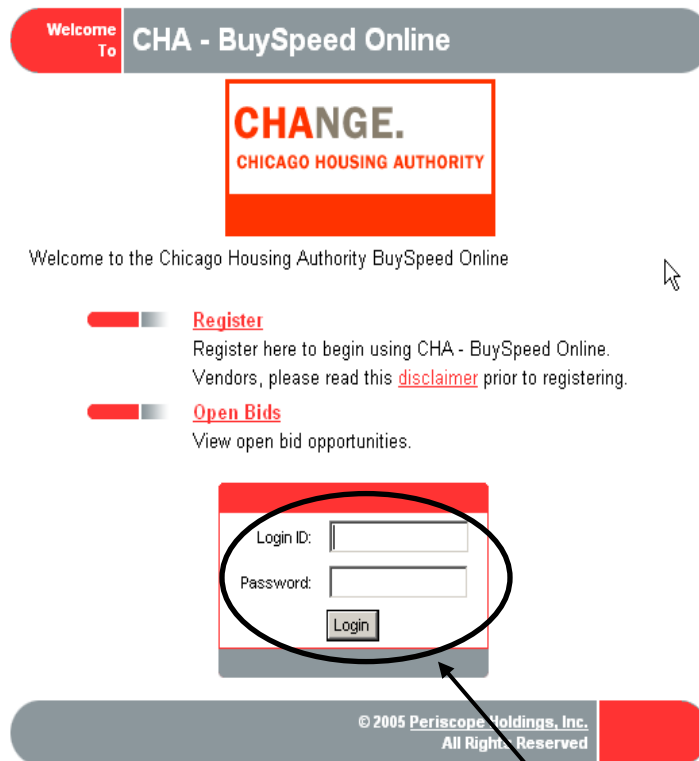 Welcome
To
CHA - BuySpeed Online
CHANGE.
CHICAGO HOUSING AUTHORITY
Welcome to the Chicago Housing Authority BuySpeed Online
Register
Register here to begin using CHA - BuySpeed Online.
Vendors, please read this disclaimer prior to registering.
Open Bids
View open bid opportunities.
Login ID:
Password:
Login
© 2005 Periscope Holdings, Inc.
All Rights Reserved